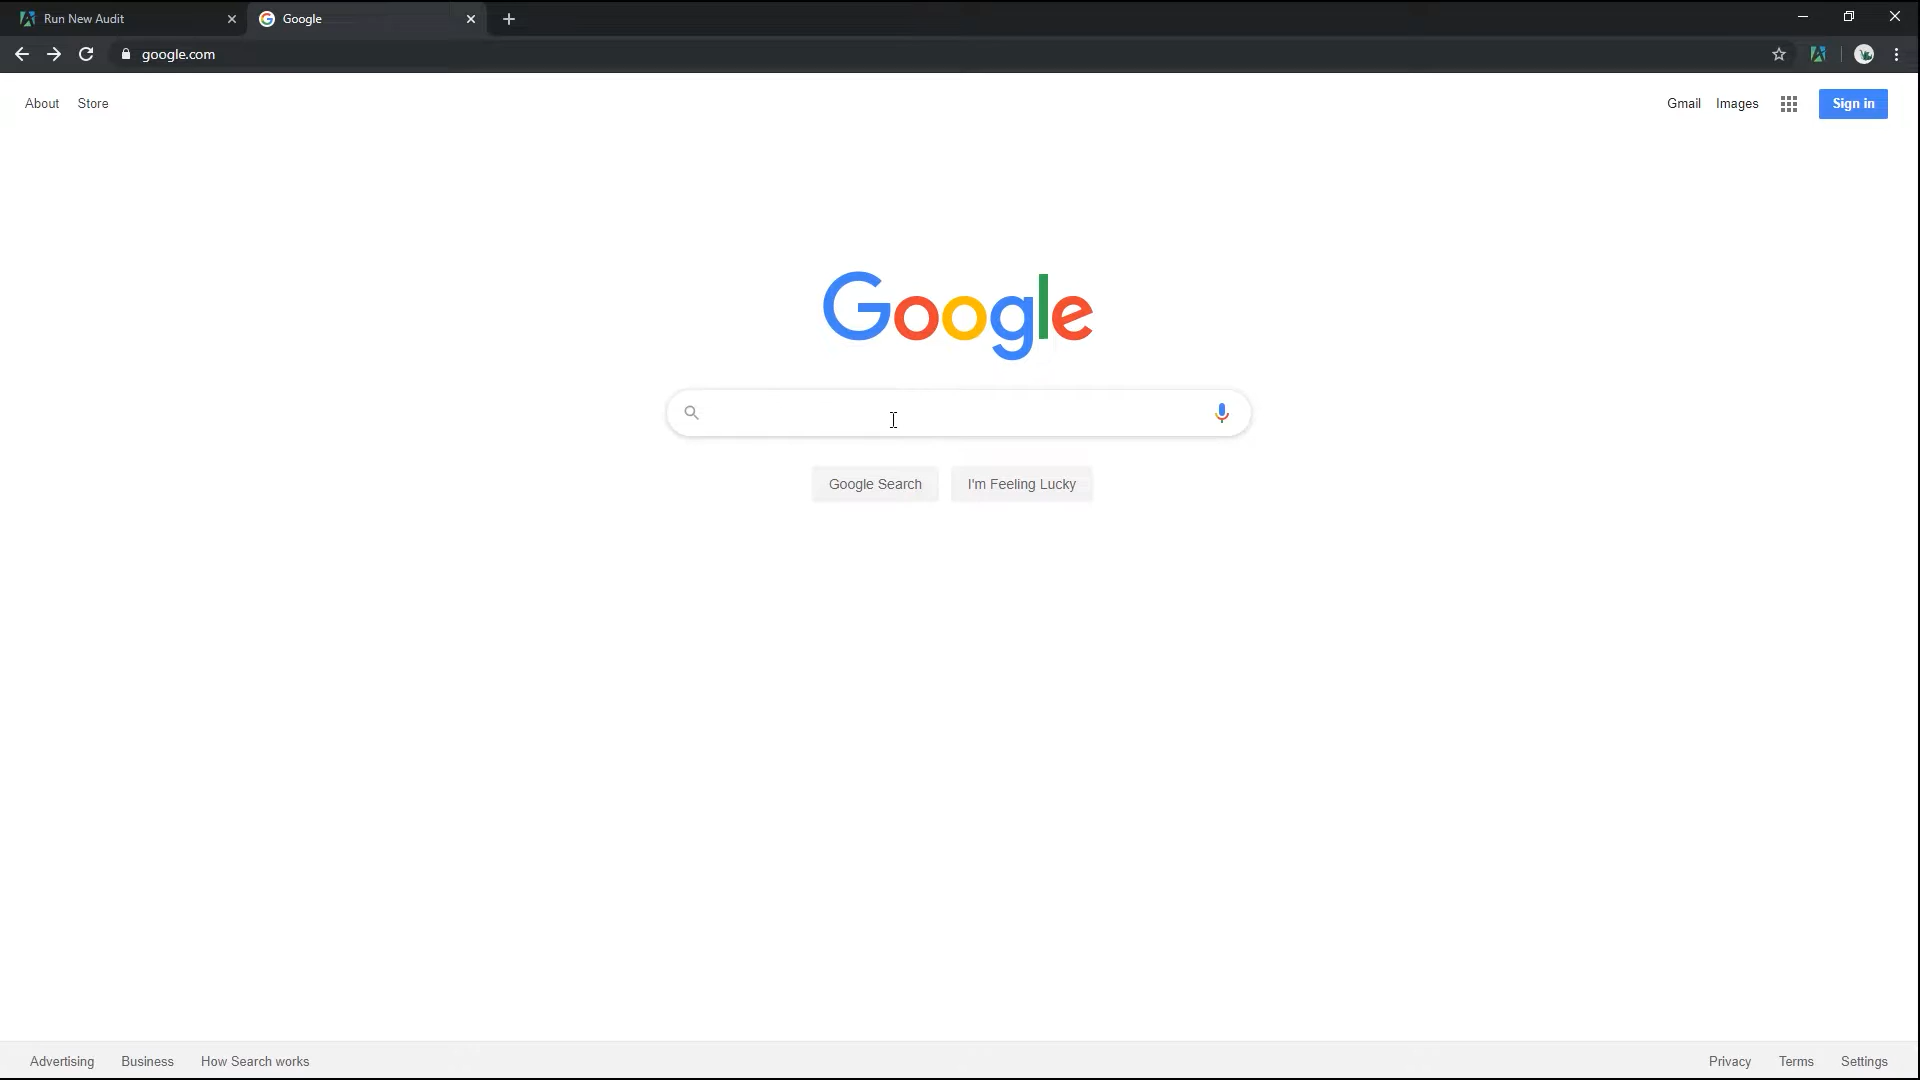 Run New Audit
Google
google.com
About Store
Gmail Images Sign in
Google
Google Search I'm Feeling Lucky
Advertising Business How Search works
Privacy Terms Settings